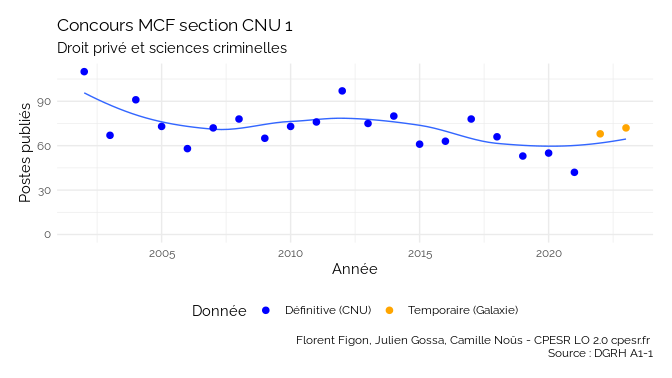 Concours MCF section CNU 1
Droit privé et sciences criminelles
Postes publiés
90
60
30
0
2005 2010 2015 2020
Année
Donnée Définitive (CNU) Temporaire (Galaxie)
Florent Figon, Julien Gossa, Camille Noûs - CPESR LO 2.0 cpesr.fr
Source : DGRH A1-1